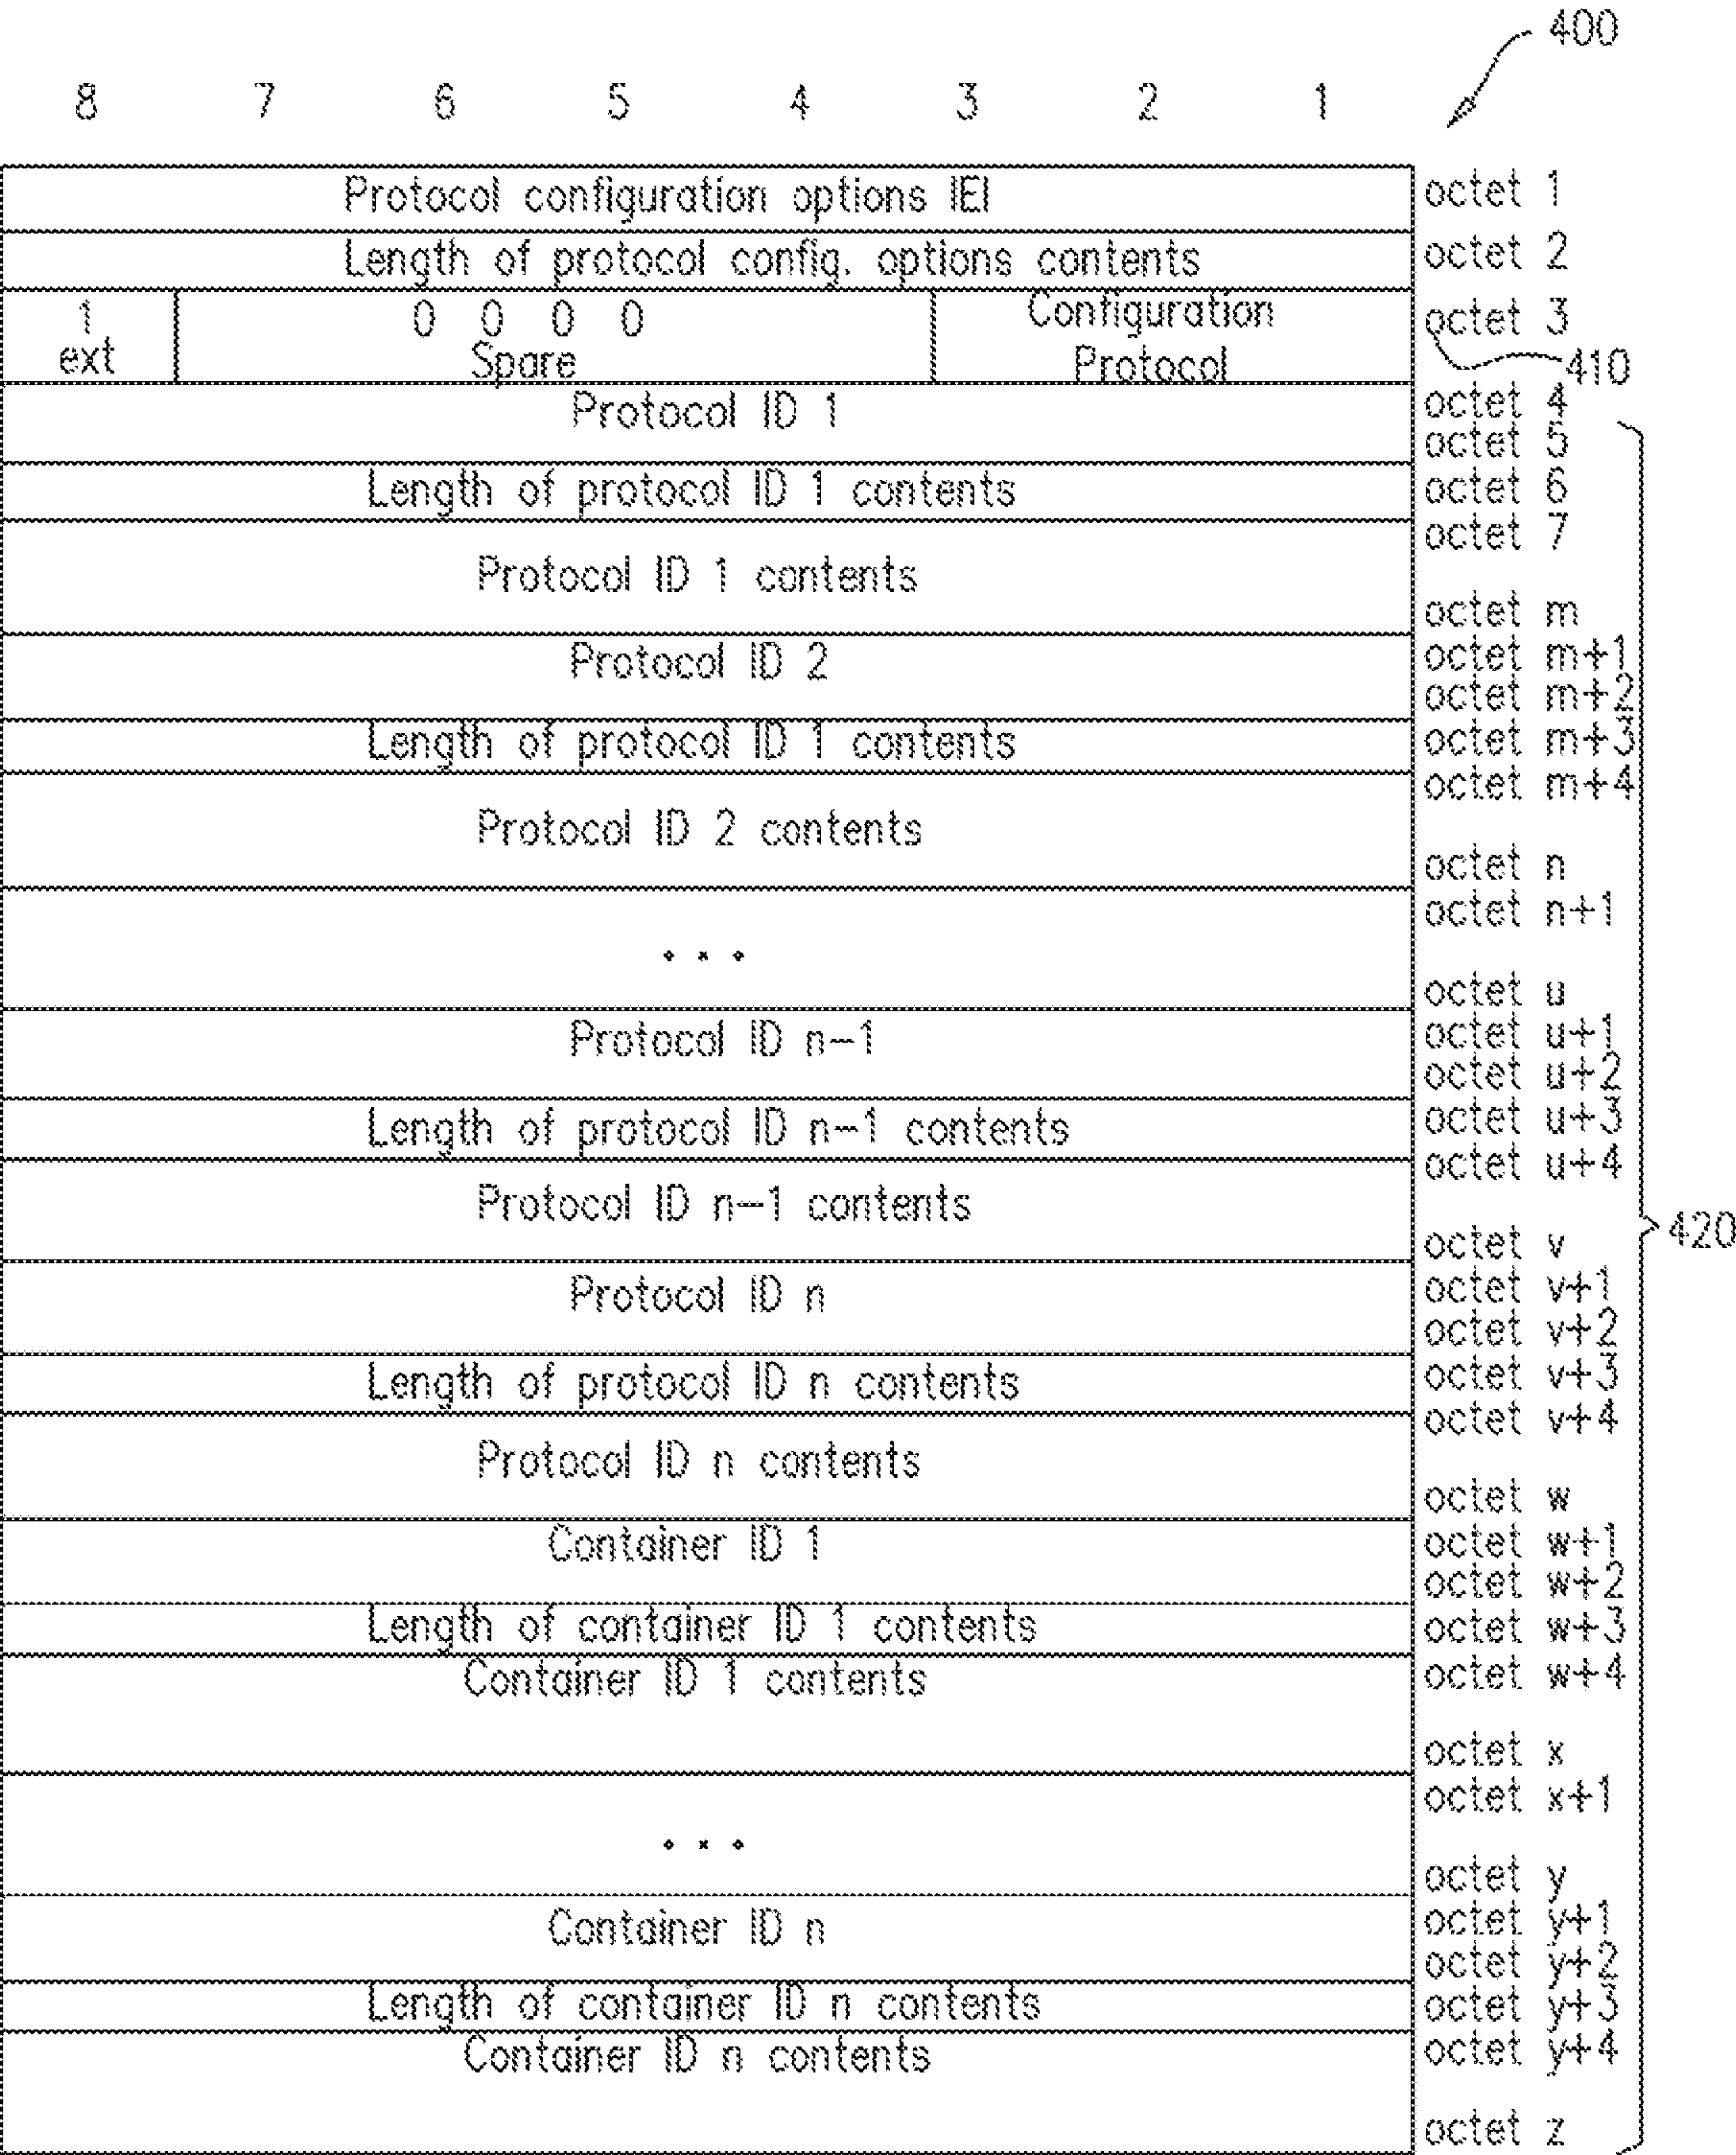 400
8 7 6 5 4 3 2 1
Protocol configuration options IEI octet 1
Length of protocol config. options contents octet 2
1 0 0 0 0 Configuration octet 3
ext Spare Protocol 410
Protocol ID 1 octet 4
octet 5
Length of protocol ID 1 contents octet 6
octet 7
Protocol ID 1 contents
octet m
Protocol ID 2 octet m+1
octet m+2
Length of protocol ID 1 contents octet m+3
octet m+4
Protocol ID 2 contents
octet n
octet n+1
...
octet u
Protocol ID n-1 octet u+1
octet u+2
Length of protocol ID n-1 contents octet u+3
octet u+4
Protocol ID n-1 contents
420
octet v
Protocol ID n octet v+1
octet v+2
Length of protocol ID n contents octet v+3
octet v+4
Protocol ID n contents
octet w
Container ID 1 octet w+1
octet w+2
Length of container ID 1 contents octet w+3
Container ID 1 contents octet w+4
octet x
octet x+1
...
octet y
Container ID n octet y+1
octet y+2
Length of container ID n contents octet y+3
Container ID n contents octet y+4
octet z